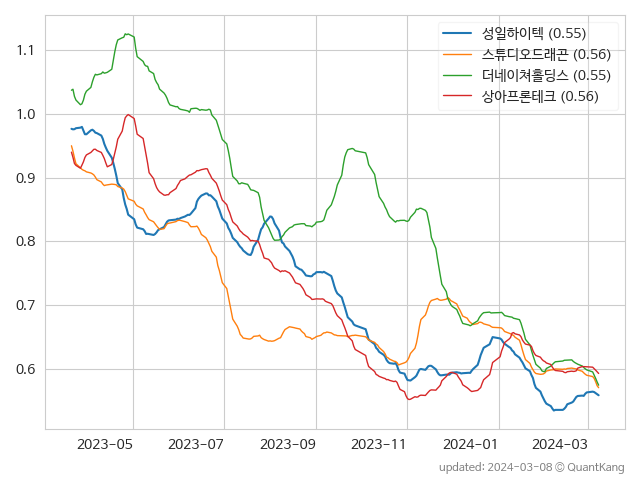 성일하이텍 (0.55)
스튜디오드래곤 (0.56)
더네이쳐홀딩스 (0.55)
상아프론테크 (0.56)
1.1
1.0
0.9
0.8
0.7
0.6
2023-05 2023-07 2023-09 2023-11 2024-01 2024-03
updated: 2024-03-08 © QuantKang